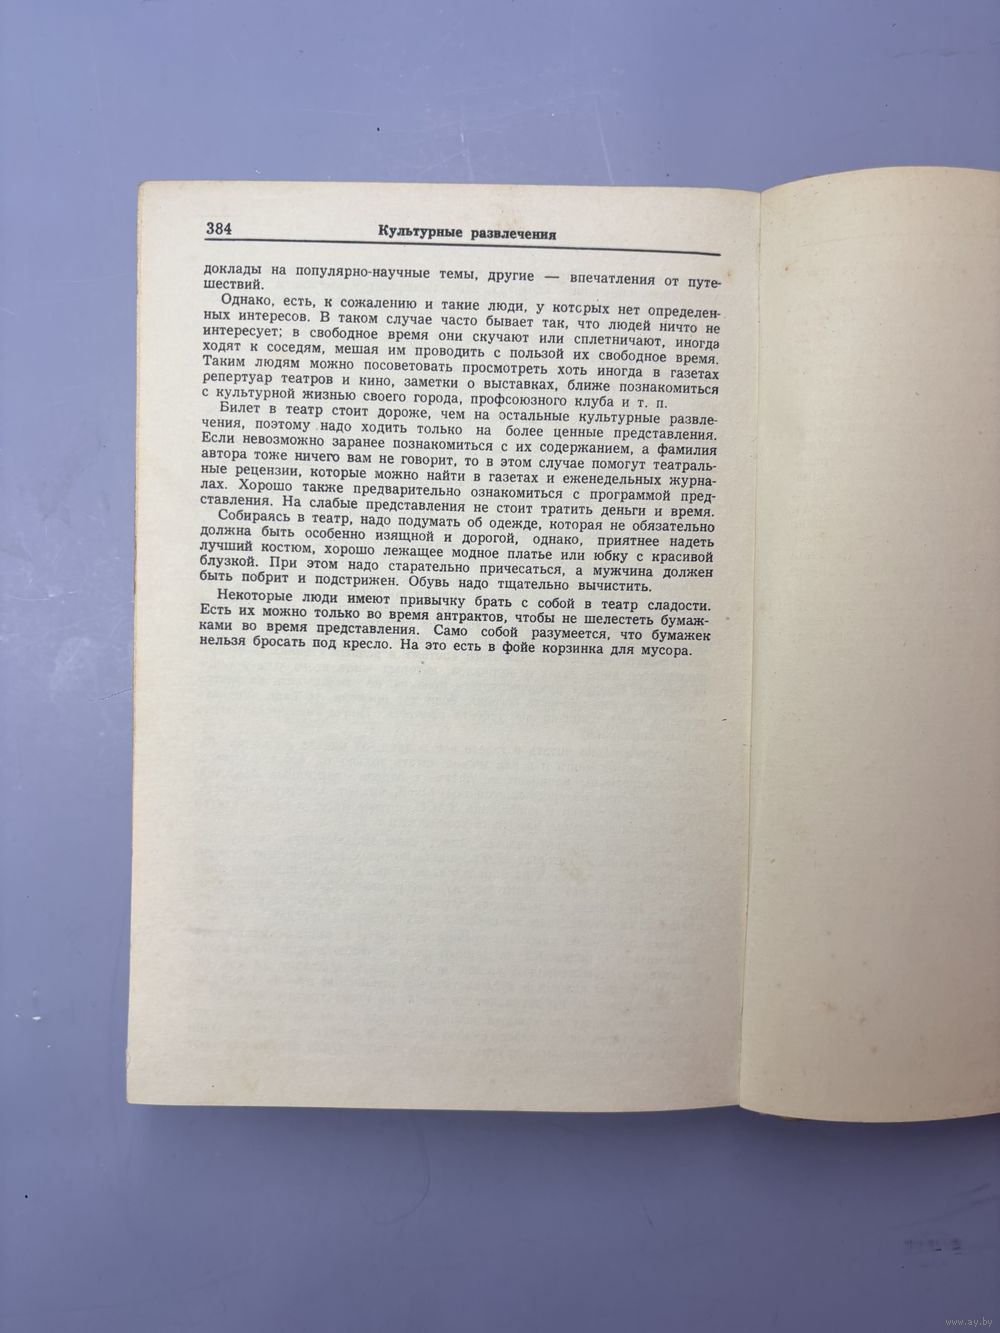 384
Культурные развлечения
доклады на популярно-научные темы, другие — впечатления от путе-
шествий.
Однако, есть, к сожалению и такие люди, у которых нет определен-
ных интересов. В таком случае часто бывает так, что людей ничто не
интересует; в свободное время они скучают или сплетничают, иногда
ходят к соседям, мешая им проводить с пользой их свободное время.
Таким людям можно посоветовать просмотреть хоть иногда в газетах
репертуар театров и кино, заметки о выставках, ближе познакомиться
с культурной жизнью своего города, профсоюзного клуба и т. п.
Билет в театр стоит дороже, чем на остальные культурные развле-
чения, поэтому надо ходить только на более ценные представления.
Если невозможно заранее познакомиться с их содержанием, а фамилия
автора тоже ничего вам не говорит, то в этом случае помогут театраль-
ные рецензии, которые можно найти в газетах и еженедельных журна-
лах. Хорошо также предварительно ознакомиться с программой пред-
ставления. На слабые представления не стоит тратить деньги и время.
Собираясь в театр, надо подумать об одежде, которая не обязательно
должна быть особенно изящной и дорогой, однако, приятнее надеть
лучший костюм, хорошо лежащее модное платье или юбку с красивой
блузкой. При этом надо старательно причесаться, а мужчина должен
быть побрит и подстрижен. Обувь надо тщательно вычистить.
Некоторые люди имеют привычку брать с собой в театр сладости.
Есть их можно только во время антрактов, чтобы не шелестеть бумаж-
ками во время представления. Само собой разумеется, что бумажек
нельзя бросать под кресло. На это есть в фойе корзинка для мусора.
www.ay.by